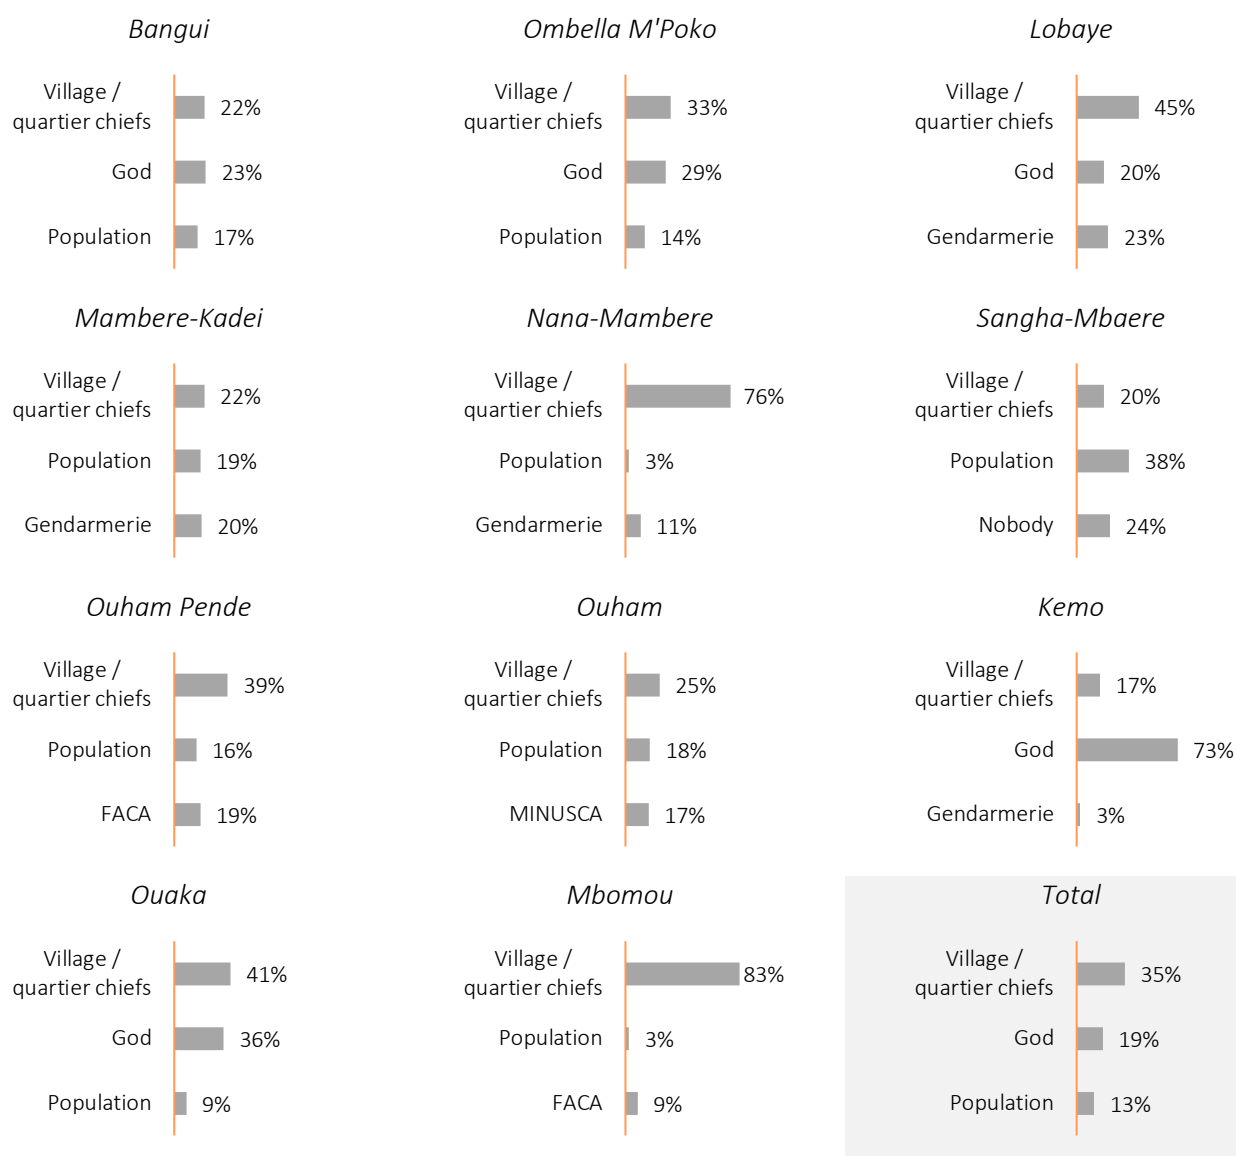 Bangui
Village /
quartier chiefs
22%
God
23%
Population
17%
Ombella M'Poko
Village /
quartier chiefs
33%
God
29%
Population
14%
Lobaye
Village /
quartier chiefs
45%
God
20%
Gendarmerie
23%
Mambere-Kadei
Village /
quartier chiefs
22%
Population
19%
Gendarmerie
20%
Nana-Mambere
Village /
quartier chiefs
76%
Population
3%
Gendarmerie
11%
Sangha-Mbaere
Village /
quartier chiefs
20%
Population
38%
Nobody
24%
Ouham Pende
Village /
quartier chiefs
39%
Population
16%
FACA
19%
Ouham
Village /
quartier chiefs
25%
Population
18%
MINUSCA
17%
Kemo
Village /
quartier chiefs
17%
God
73%
Gendarmerie
3%
Ouaka
Village /
quartier chiefs
41%
God
36%
Population
9%
Mbomou
Village /
quartier chiefs
83%
Population
3%
FACA
9%
Total
Village /
quartier chiefs
35%
God
19%
Population
13%